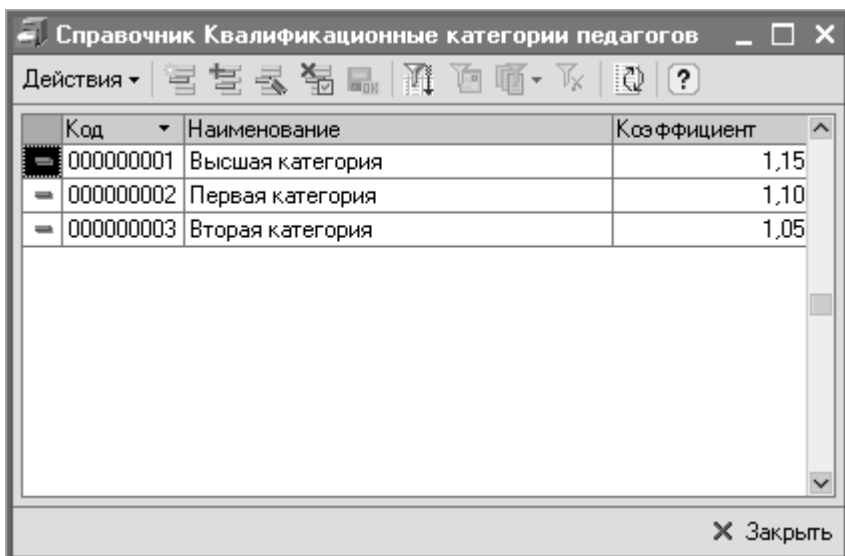 Справочник Квалификационные категории педагогов
Действия
Код Наименование Коэффициент
000000001 Высшая категория 1,15
000000002 Первая категория 1,10
000000003 Вторая категория 1,05
Закрыть